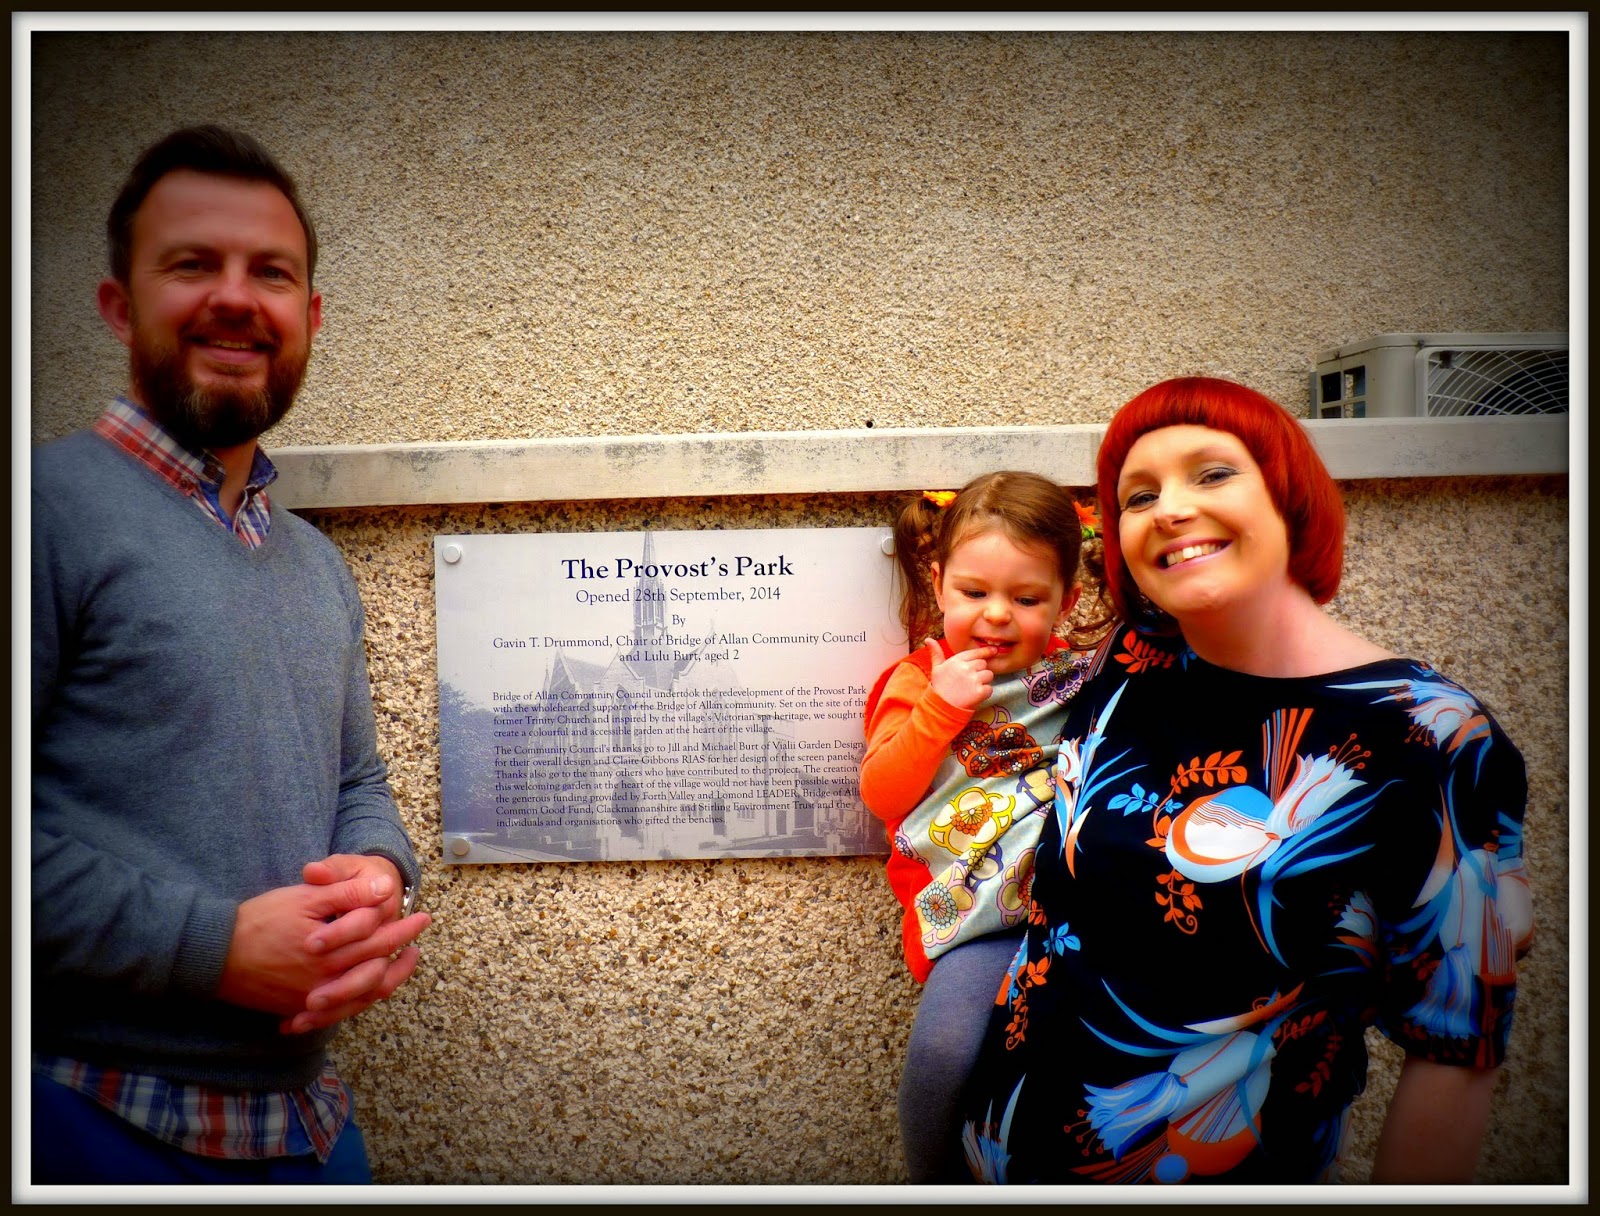 The Provost's Park
Opened 28th September, 2014
By
Gavin T. Drummond, Chair of Bridge of Allan Community Council
and Lulu Burt, aged 2
Bridge of Allan Community Council undertook the redevelopment of the Provost Park
with the wholehearted support of the Bridge of Allan community. Set on the site of the
former Trinity Church and inspired by the village's Victorian spa heritage, we sought
create a colourful and accessible garden at the heart of the village.
The Community Council's thanks go to Jill and Michael Burt of Vialii Garden Design
for their overall design and Claire Gibbons RIAS for her design of the screen panels.
Thanks also go to the many others who have contributed to the project. The creation
this welcoming garden at the heart of the village would not have been possible
the generous funding provided by Forth Valley and Lomond LEADER, Bridge of
Common Good Fund, Clackmannanshire and Stirling Environment Trust and the
individuals and organisations who gifted the benches.